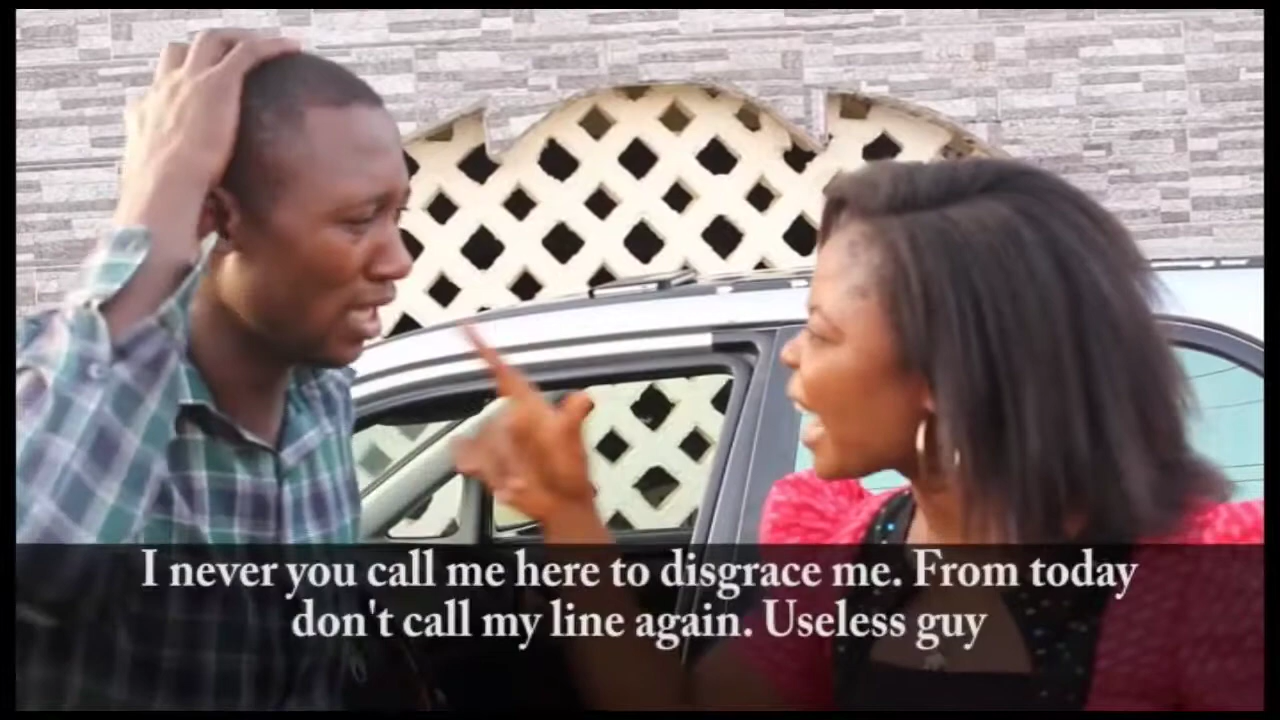 I never you call me here to disgrace me. From today
don't call my line again. Useless guy